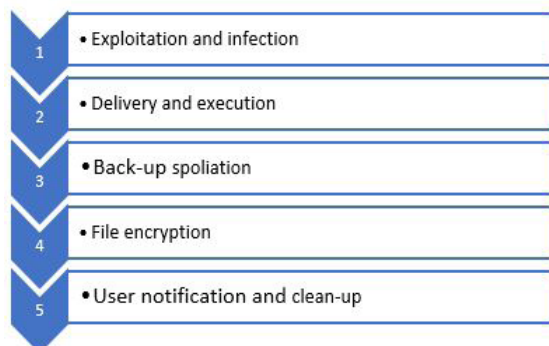 1 • Exploitation and infection
2 • Delivery and execution
3 • Back-up spoliation
4 • File encryption
5 • User notification and clean-up